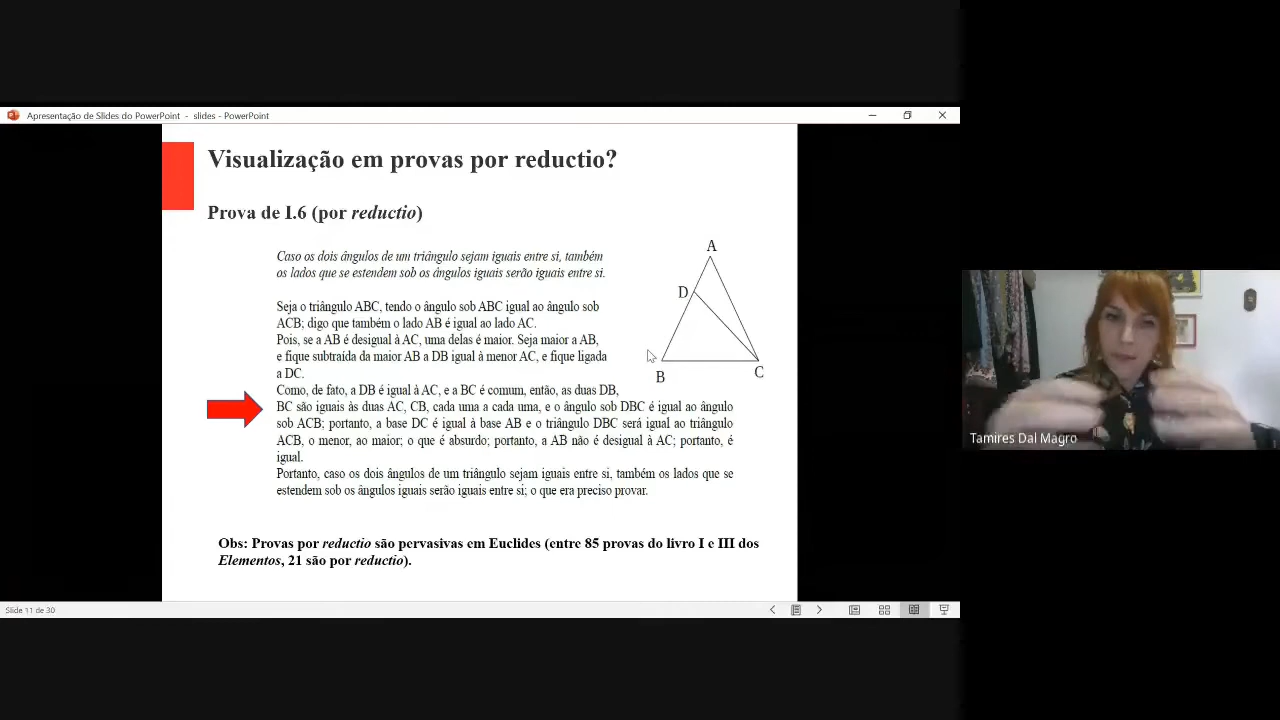 Apresentação de Slides do PowerPoint - slides - PowerPoint
Visualização em provas por reductio?
Prova de I.6 (por reductio)
Caso os dois ângulos de um triângulo sejam iguais entre si, também
os lados que se estendem sob os ângulos iguais serão iguais entre si.
Seja o triângulo ABC, tendo o ângulo sob ABC igual ao ângulo sob
ACB; digo que também o lado AB é igual ao lado AC.
Pois, se a AB é desigual à AC, uma delas é maior. Seja maior a AB,
e fique subtraída da maior AB a DB igual à menor AC, e fique ligada
a DC.
Como, de fato, a DB é igual à AC, e a BC é comum, então, as duas DB,
BC são iguais às duas AC, CB, cada uma a cada uma, e o ângulo sob DBC é igual ao ângulo
sob ACB; portanto, a base DC é igual à base AB e o triângulo DBC será igual ao triângulo
ACB, o menor, ao maior; o que é absurdo; portanto, a AB não é desigual à AC; portanto, é
igual.
Portanto, caso os dois ângulos de um triângulo sejam iguais entre si, também os lados que se
estendem sob os ângulos iguais serão iguais entre si; o que era preciso provar.
A
D
B
C
Obs: Provas por reductio são pervasivas em Euclides (entre 85 provas do livro I e III dos
Elementos, 21 são por reductio).
Slide 11 de 30
Tamires Dal Magro